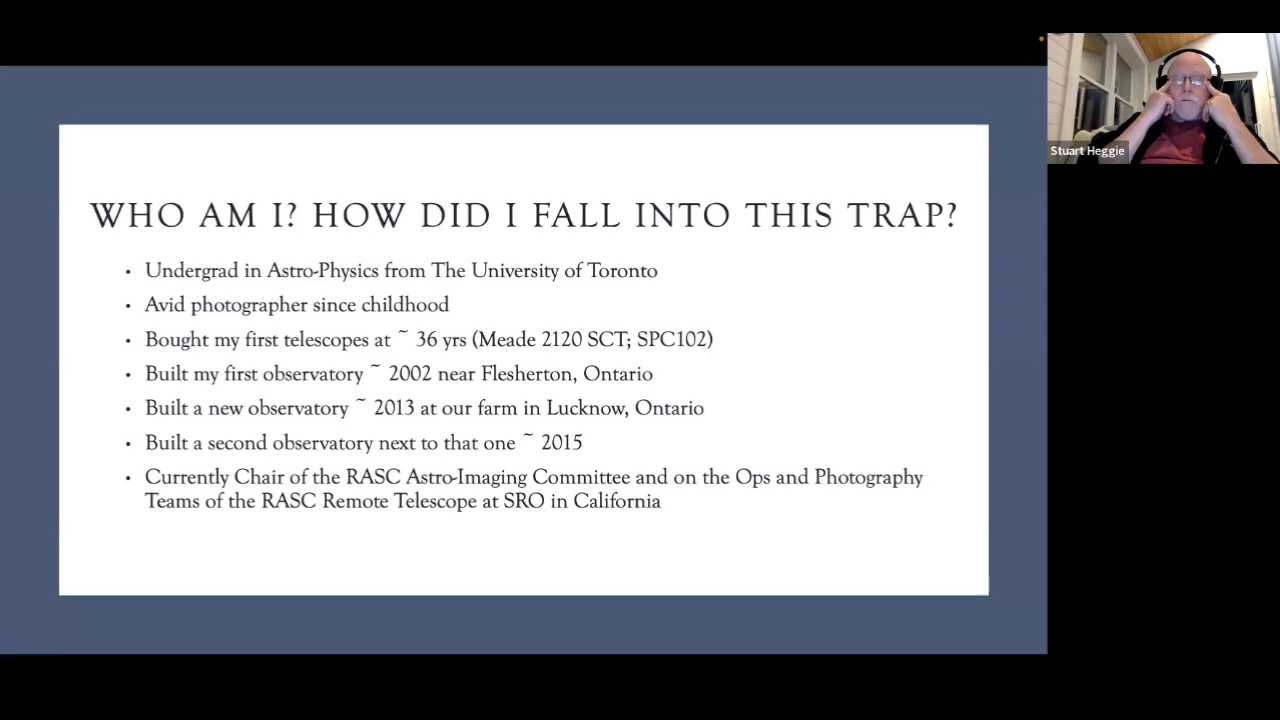 WHO AM I? HOW DID I FALL INTO THIS TRAP?
• Undergrad in Astro-Physics from The University of Toronto
• Avid photographer since childhood
• Bought my first telescopes at ~ 36 yrs (Meade 2120 SCT; SPC102)
• Built my first observatory ~ 2002 near Flesherton, Ontario
• Built a new observatory ~ 2013 at our farm in Lucknow, Ontario
• Built a second observatory next to that one ~ 2015
• Currently Chair of the RASC Astro-Imaging Committee and on the Ops and Photography
Teams of the RASC Remote Telescope at SRO in California
Stuart Heggie